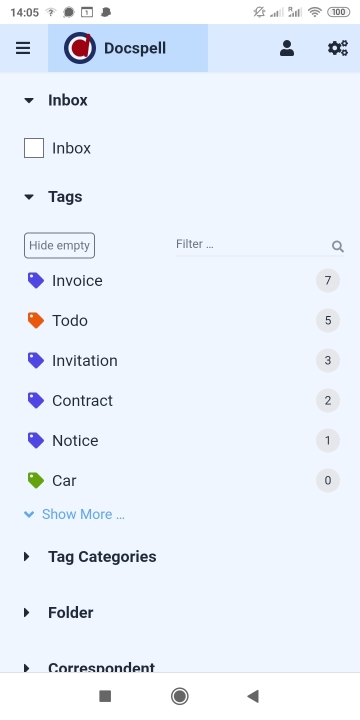 14:05
R
100
Docspell
Inbox
Inbox
Tags
Hide empty
Filter …
Invoice 7
Todo 5
Invitation 3
Contract 2
Notice 1
Car 0
Show More …
Tag Categories
Folder
Correspondent